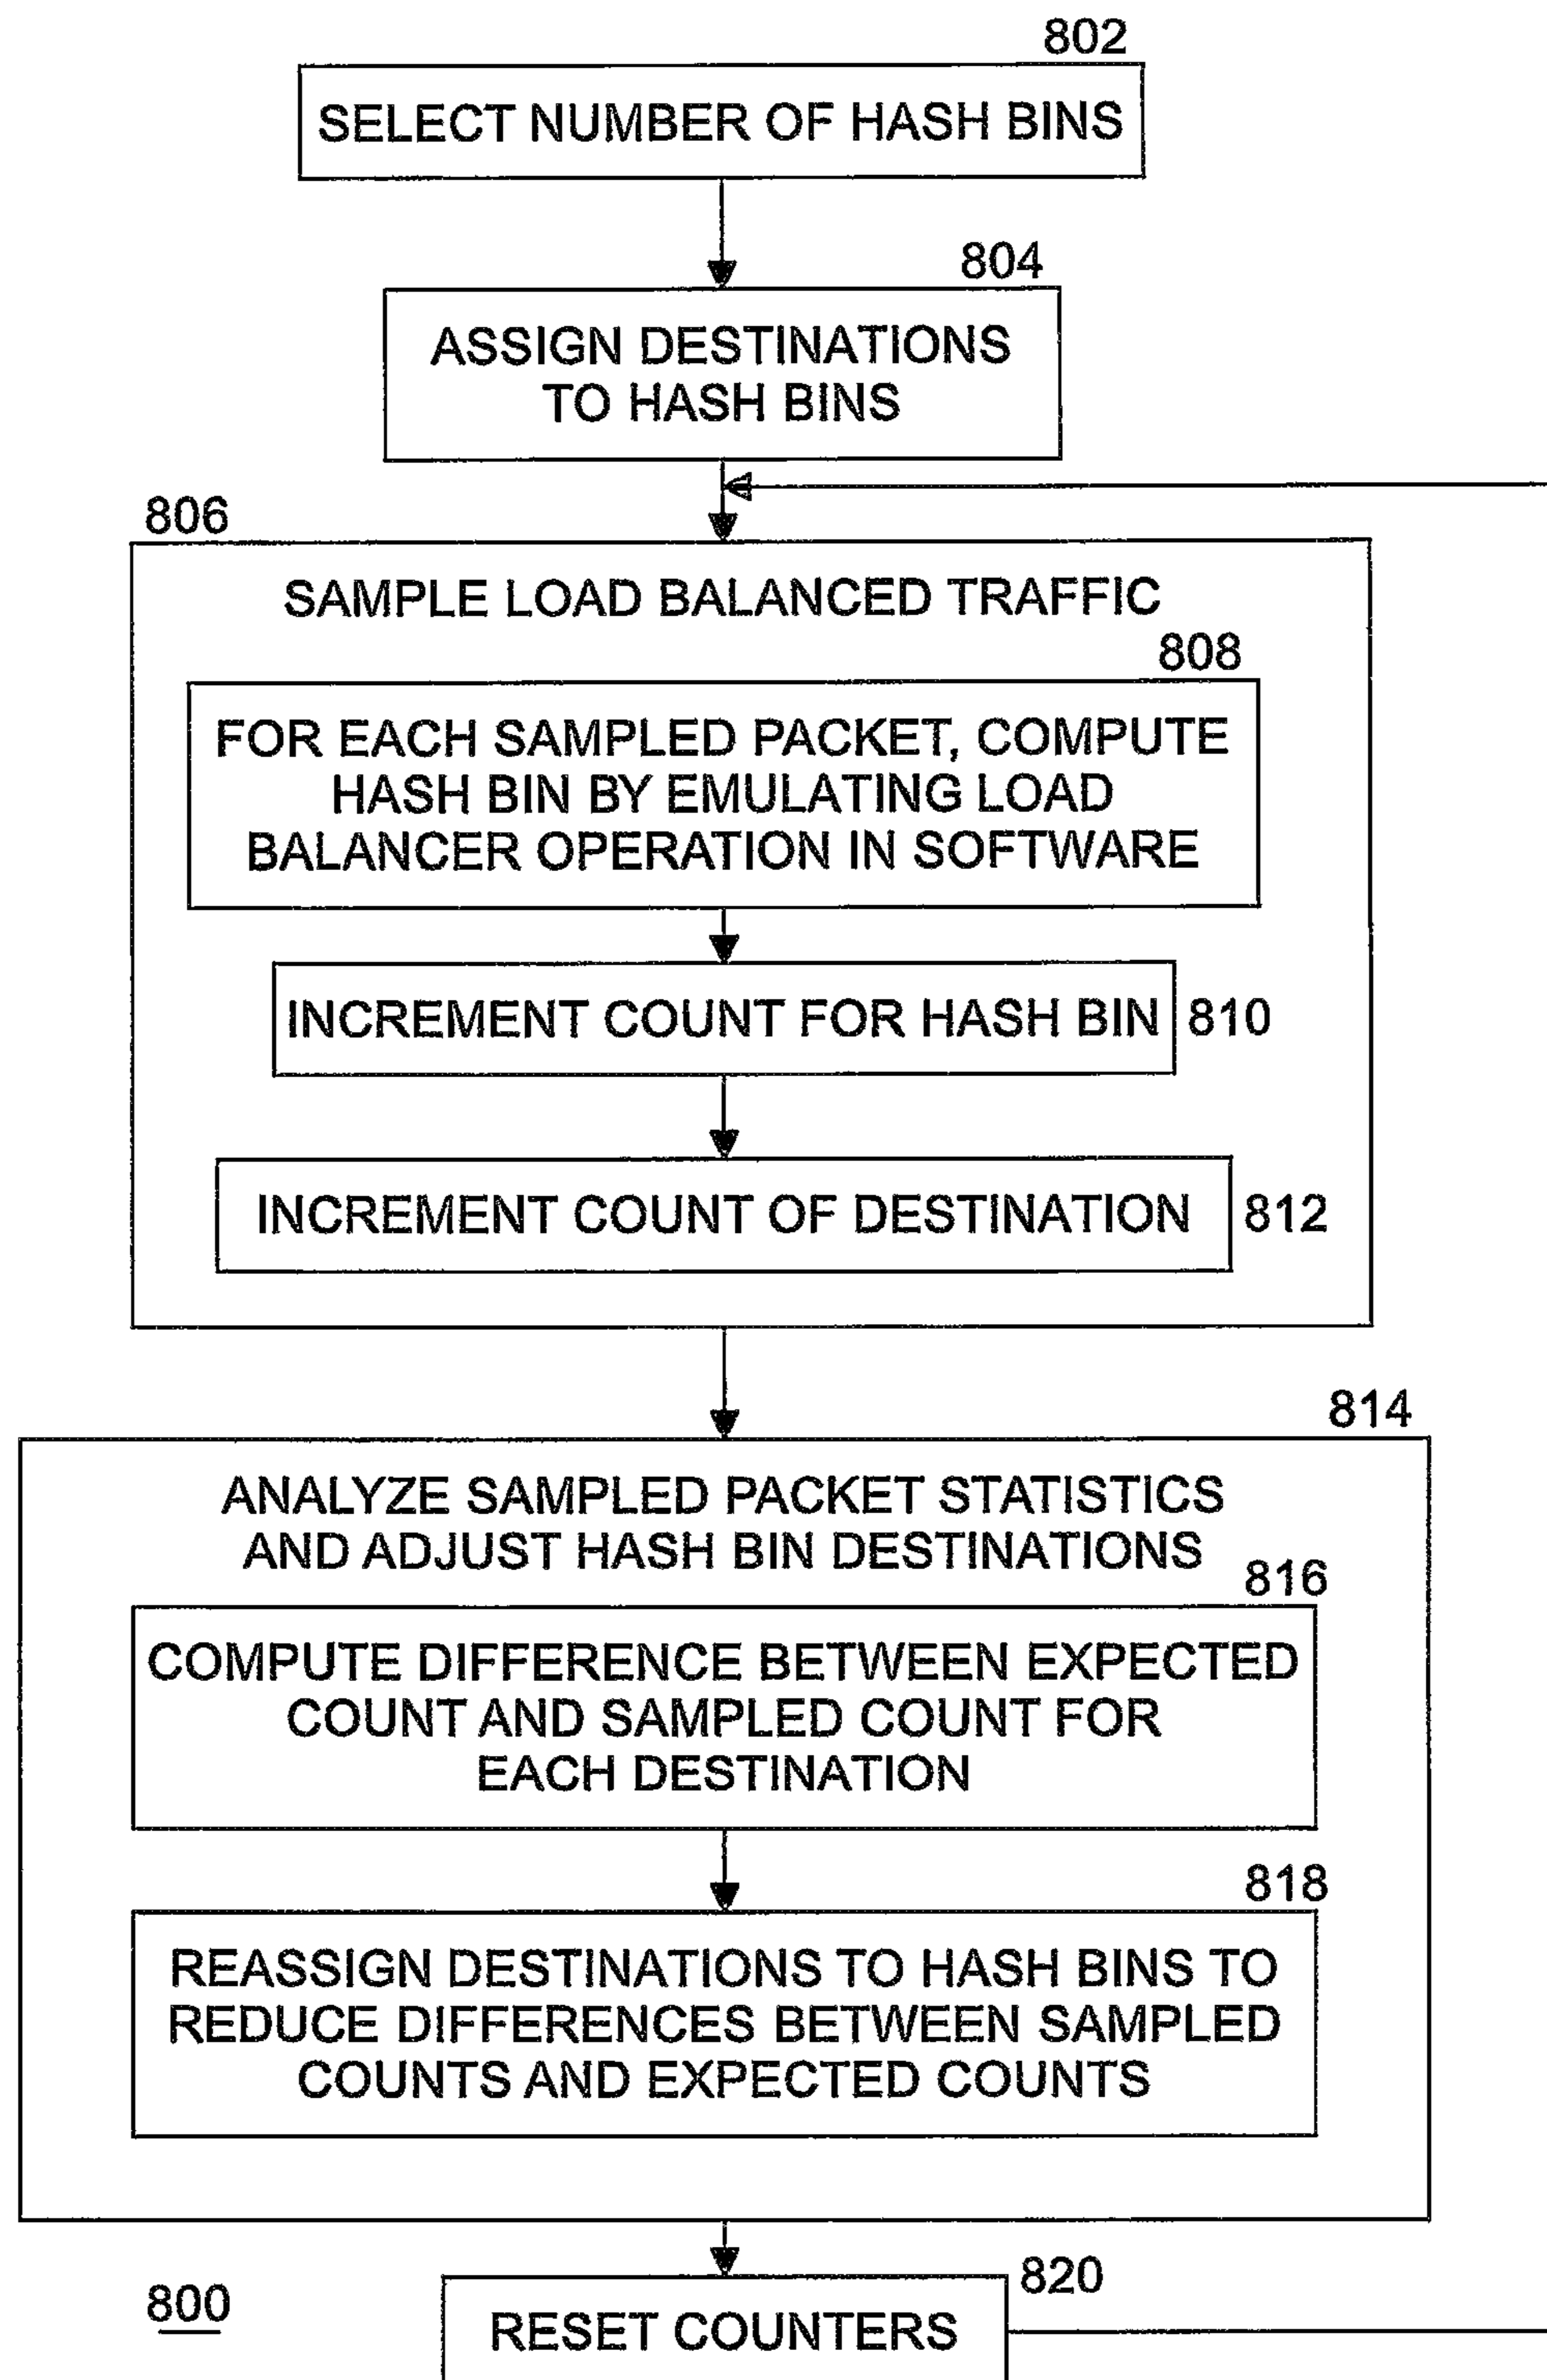 802
SELECT NUMBER OF HASH BINS
804
ASSIGN DESTINATIONS
TO HASH BINS
806
SAMPLE LOAD BALANCED TRAFFIC
808
FOR EACH SAMPLED PACKET, COMPUTE
HASH BIN BY EMULATING LOAD
BALANCER OPERATION IN SOFTWARE
INCREMENT COUNT FOR HASH BIN 810
INCREMENT COUNT OF DESTINATION 812
814
ANALYZE SAMPLED PACKET STATISTICS
AND ADJUST HASH BIN DESTINATIONS
816
COMPUTE DIFFERENCE BETWEEN EXPECTED
COUNT AND SAMPLED COUNT FOR
EACH DESTINATION
818
REASSIGN DESTINATIONS TO HASH BINS TO
REDUCE DIFFERENCES BETWEEN SAMPLED
COUNTS AND EXPECTED COUNTS
820
800
RESET COUNTERS